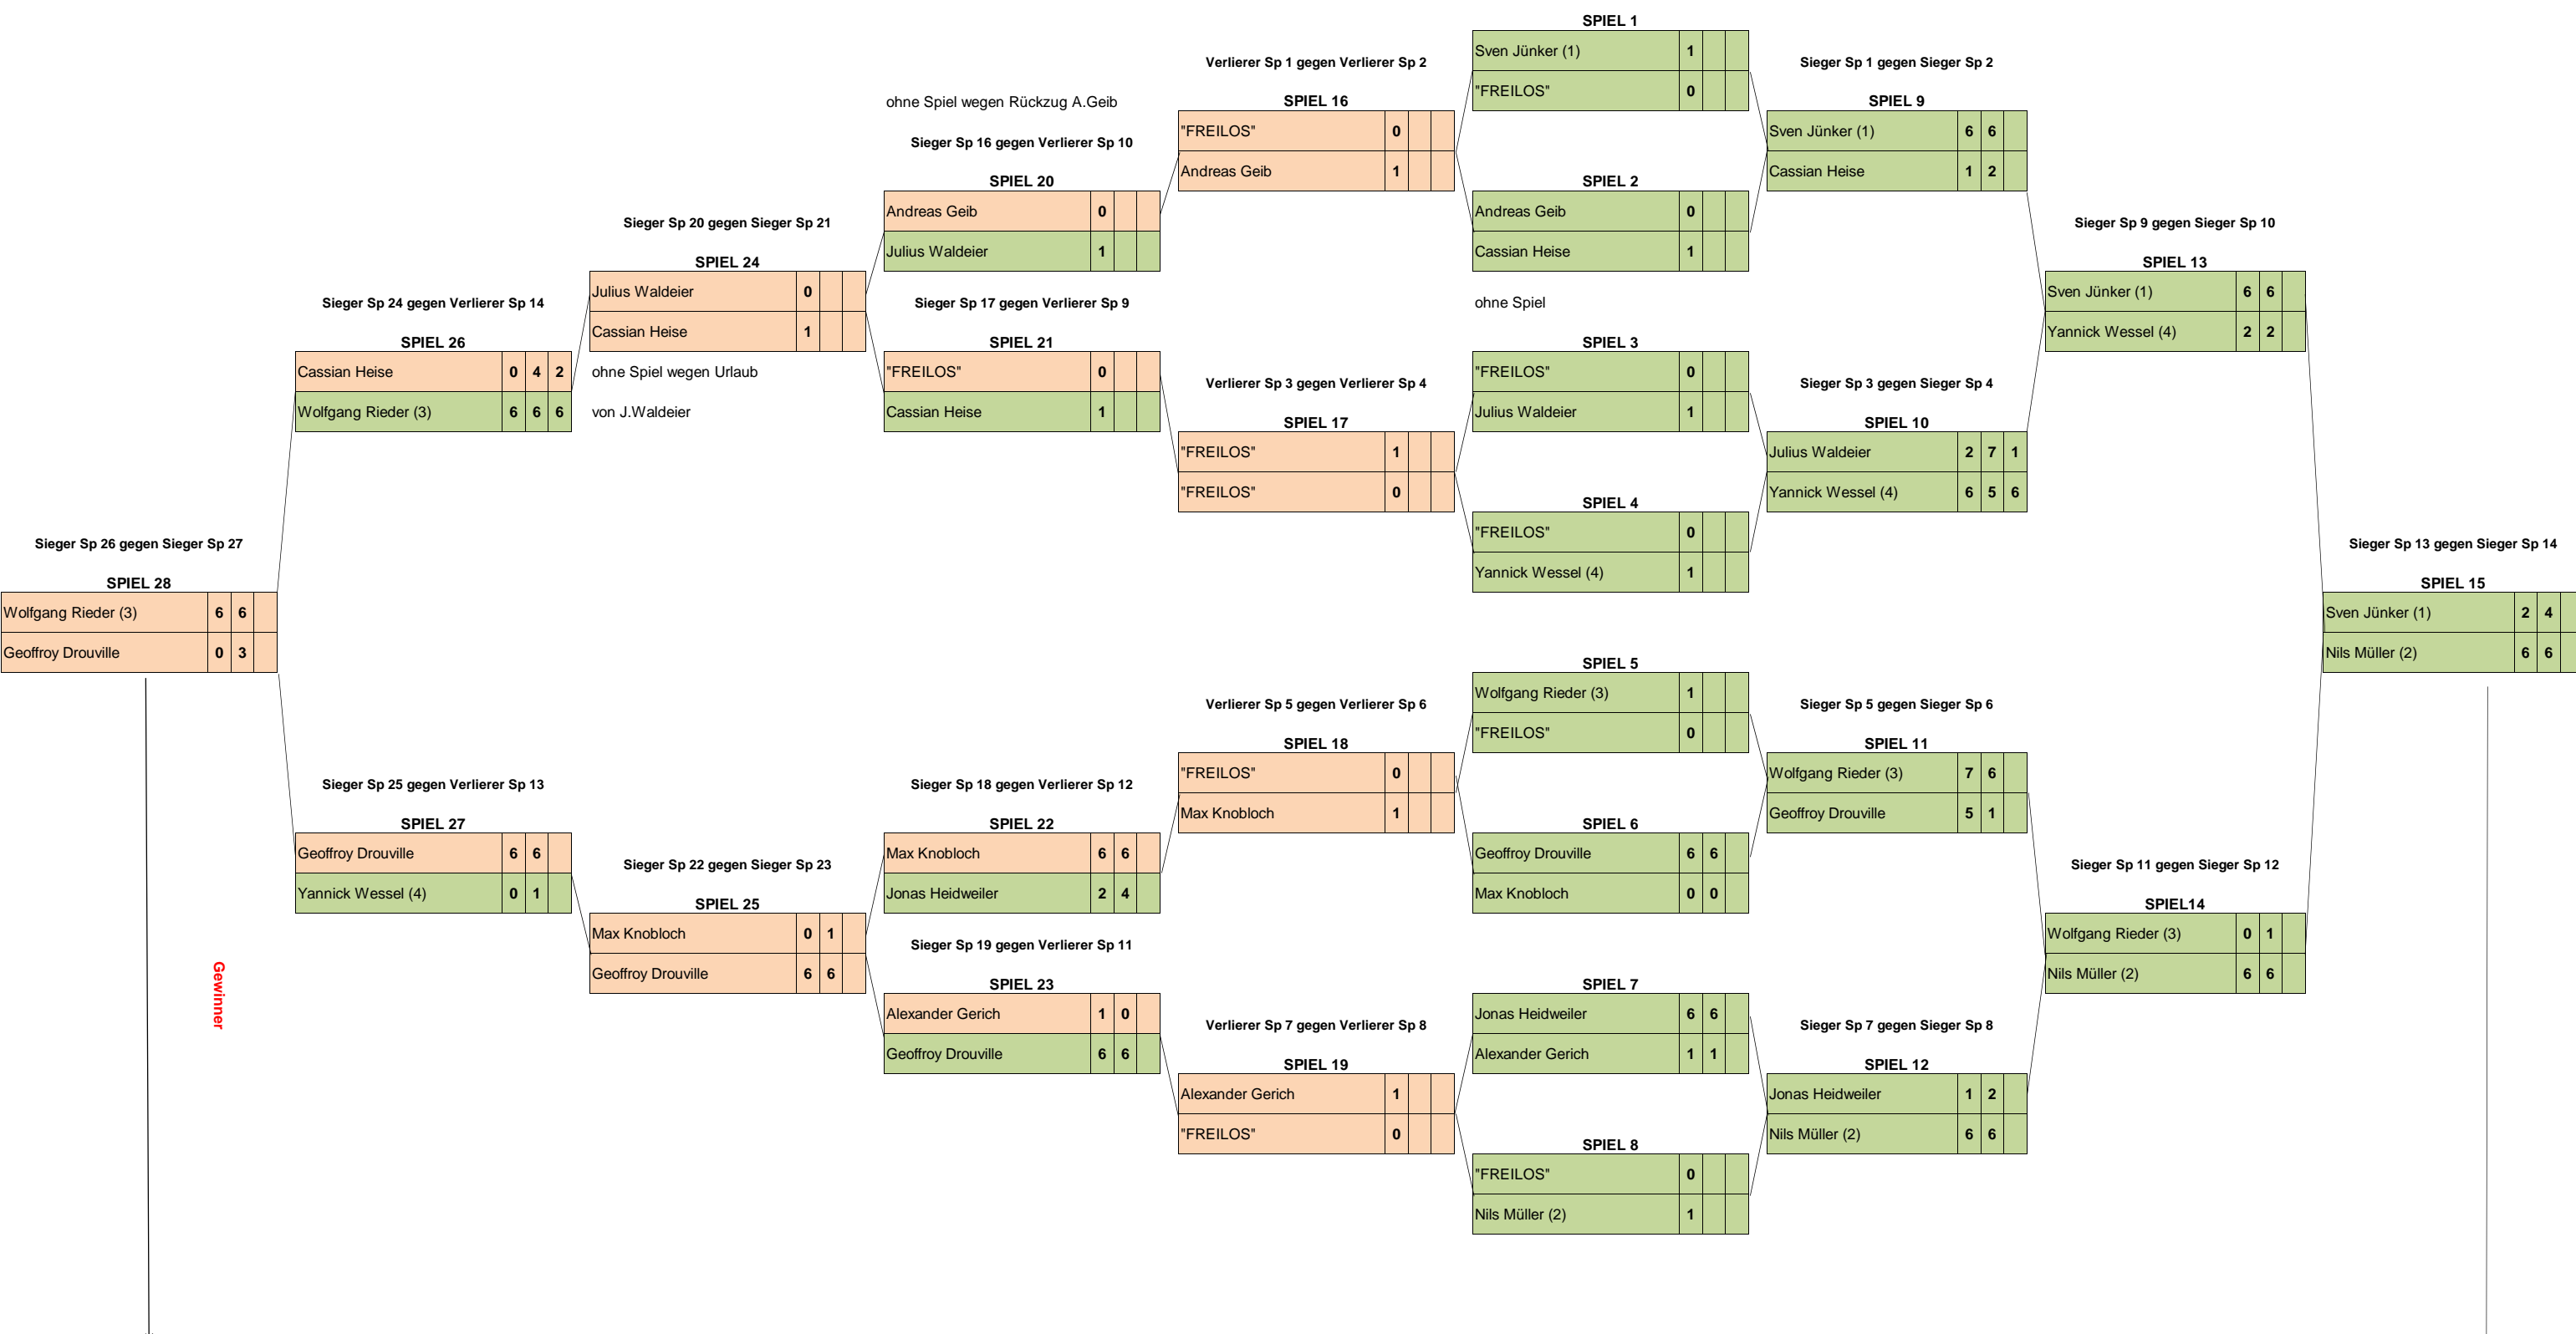 SPIEL 1
Sven Jünker (1) 1
"FREILOS" 0
Verlierer Sp 1 gegen Verlierer Sp 2
Sieger Sp 1 gegen Sieger Sp 2
ohne Spiel wegen Rückzug A.Geib
SPIEL 16
"FREILOS" 0
Andreas Geib 1
SPIEL 9
Sven Jünker (1) 6 6
Cassian Heise 1 2
Sieger Sp 16 gegen Verlierer Sp 10
SPIEL 20
Andreas Geib 0
Julius Waldeier 1
SPIEL 2
Andreas Geib 0
Cassian Heise 1
ohne Spiel
Sieger Sp 20 gegen Sieger Sp 21
SPIEL 24
Julius Waldeier 0
Cassian Heise 1
ohne Spiel wegen Urlaub
von J.Waldeier
Sieger Sp 9 gegen Sieger Sp 10
SPIEL 13
Sven Jünker (1) 6 6
Yannick Wessel (4) 2 2
Sieger Sp 24 gegen Verlierer Sp 14
SPIEL 26
Cassian Heise 0 4 2
Wolfgang Rieder (3) 6 6 6
Sieger Sp 17 gegen Verlierer Sp 9
SPIEL 21
"FREILOS" 0
Cassian Heise 1
SPIEL 3
"FREILOS" 0
Julius Waldeier 1
Verlierer Sp 3 gegen Verlierer Sp 4
SPIEL 17
"FREILOS" 1
"FREILOS" 0
Sieger Sp 3 gegen Sieger Sp 4
SPIEL 10
Julius Waldeier 2 7 1
Yannick Wessel (4) 6 5 6
SPIEL 4
"FREILOS" 0
Yannick Wessel (4) 1
Sieger Sp 26 gegen Sieger Sp 27
SPIEL 28
Wolfgang Rieder (3) 6 6
Geoffroy Drouville 0 3
Sieger Sp 13 gegen Sieger Sp 14
SPIEL 15
Sven Jünker (1) 2 4
Nils Müller (2) 6 6
SPIEL 5
Wolfgang Rieder (3) 1
"FREILOS" 0
Verlierer Sp 5 gegen Verlierer Sp 6
SPIEL 18
"FREILOS" 0
Max Knobloch 1
Sieger Sp 5 gegen Sieger Sp 6
SPIEL 11
Wolfgang Rieder (3) 7 6
Geoffroy Drouville 5 1
Sieger Sp 25 gegen Verlierer Sp 13
SPIEL 27
Geoffroy Drouville 6 6
Yannick Wessel (4) 0 1
Sieger Sp 18 gegen Verlierer Sp 12
SPIEL 22
Max Knobloch 6 6
Jonas Heidweiler 2 4
SPIEL 6
Geoffroy Drouville 6 6
Max Knobloch 0 0
Sieger Sp 22 gegen Sieger Sp 23
SPIEL 25
Max Knobloch 0 1
Geoffroy Drouville 6 6
Sieger Sp 11 gegen Sieger Sp 12
SPIEL14
Wolfgang Rieder (3) 0 1
Nils Müller (2) 6 6
Gewinner
Sieger Sp 19 gegen Verlierer Sp 11
SPIEL 23
Alexander Gerich 1 0
Geoffroy Drouville 6 6
SPIEL 7
Jonas Heidweiler 6 6
Alexander Gerich 1 1
Verlierer Sp 7 gegen Verlierer Sp 8
SPIEL 19
Alexander Gerich 1
"FREILOS" 0
Sieger Sp 7 gegen Sieger Sp 8
SPIEL 12
Jonas Heidweiler 1 2
Nils Müller (2) 6 6
SPIEL 8
"FREILOS" 0
Nils Müller (2) 1